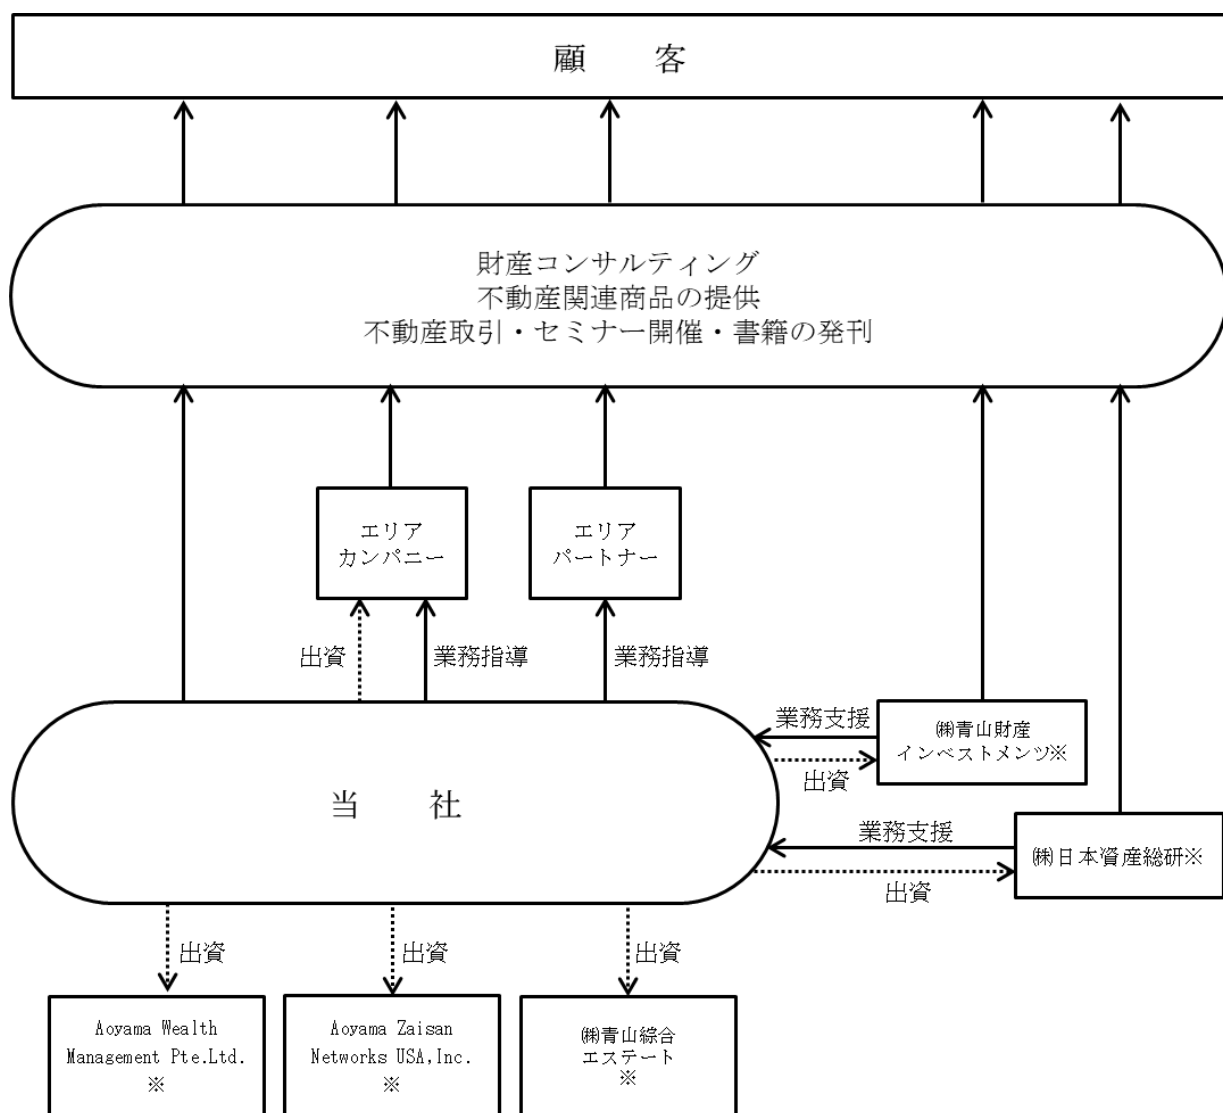 顧　客
財産コンサルティング
不動産関連商品の提供
不動産取引・セミナー開催・書籍の発刊
エリア
カンパニー
エリア
パートナー
出資
業務指導
業務指導
業務支援
㈱青山財産
インベストメンツ※
出資
当　社
業務支援
㈱日本資産総研※
出資
出資
出資
出資
Aoyama Wealth
Management Pte.Ltd.
※
Aoyama Zaisan
Networks USA,Inc.
※
㈱青山綜合
エステート
※